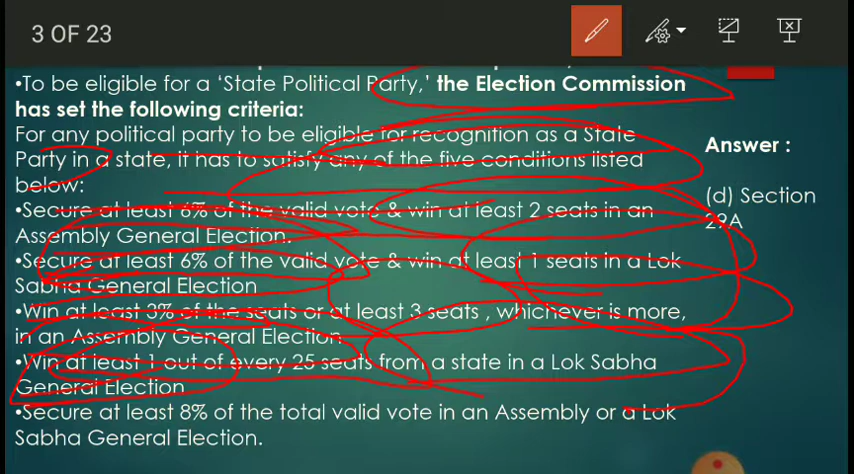 3 OF 23
•To be eligible for a ‘State Political Party,’ the Election Commission
has set the following criteria:
For any political party to be eligible for recognition as a State
Party in a state, it has to satisfy any of the five conditions listed
below:
•Secure at least 6% of the valid vote & win at least 2 seats in an
Assembly General Election.
•Secure at least 6% of the valid vote & win at least 1 seats in a Lok
Sabha General Election
•Win at least 3% of the seats or at least 3 seats , whichever is more,
in an Assembly General Election.
•Win at least 1 out of every 25 seats from a state in a Lok Sabha
General Election
•Secure at least 8% of the total valid vote in an Assembly or a Lok
Sabha General Election.
Answer :
(d) Section
29A